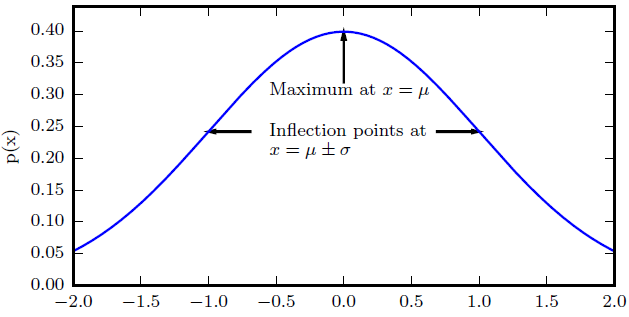 0.40
0.35
0.30
0.25
0.20
0.15
0.10
0.05
0.00
p(x)
Maximum at x = μ
Inflection points at
x = μ ± σ
−2.0 −1.5 −1.0 −0.5 0.0 0.5 1.0 1.5 2.0